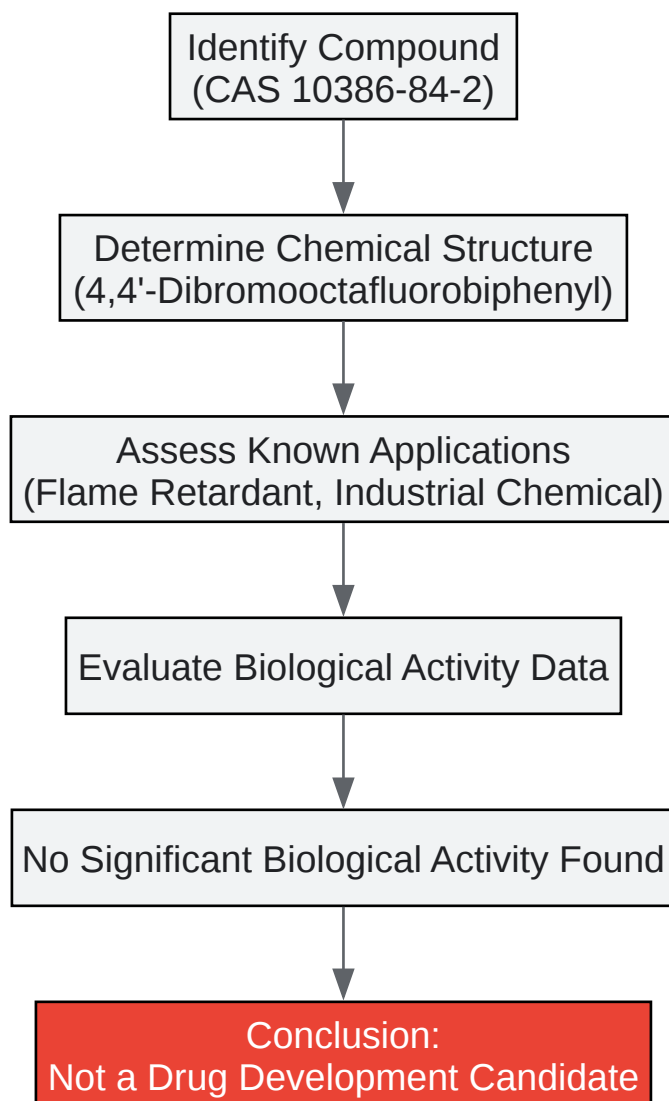 Identify Compound
(CAS 10386-84-2)
Determine Chemical Structure
(4,4'-Dibromooctafluorobiphenyl)
Assess Known Applications
(Flame Retardant, Industrial Chemical)
Evaluate Biological Activity Data
No Significant Biological Activity Found
Conclusion:
Not a Drug Development Candidate